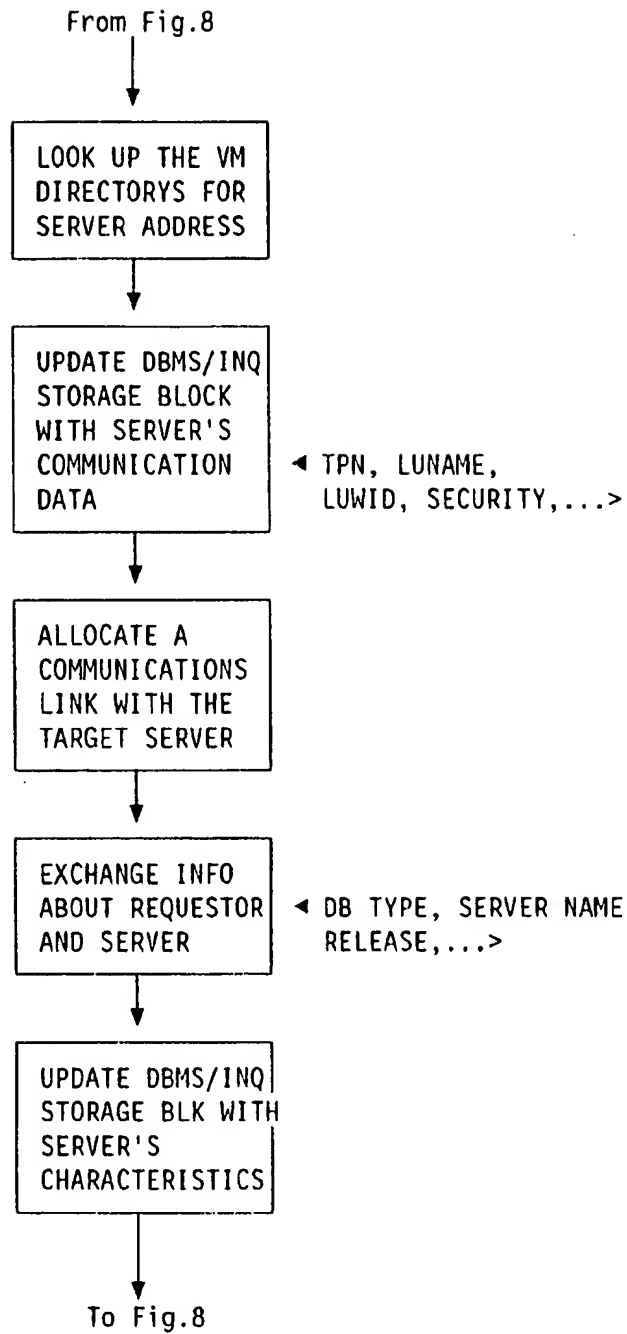 From Fig.8
LOOK UP THE VM
DIRECTORYS FOR
SERVER ADDRESS
UPDATE DBMS/INQ
STORAGE BLOCK
WITH SERVER'S
COMMUNICATION
DATA
◄ TPN, LUNAME,
LUWID, SECURITY,...>
ALLOCATE A
COMMUNICATIONS
LINK WITH THE
TARGET SERVER
EXCHANGE INFO
ABOUT REQUESTOR
AND SERVER
◄ DB TYPE, SERVER NAME
RELEASE,...>
UPDATE DBMS/INQ
STORAGE BLK WITH
SERVER'S
CHARACTERISTICS
To Fig.8